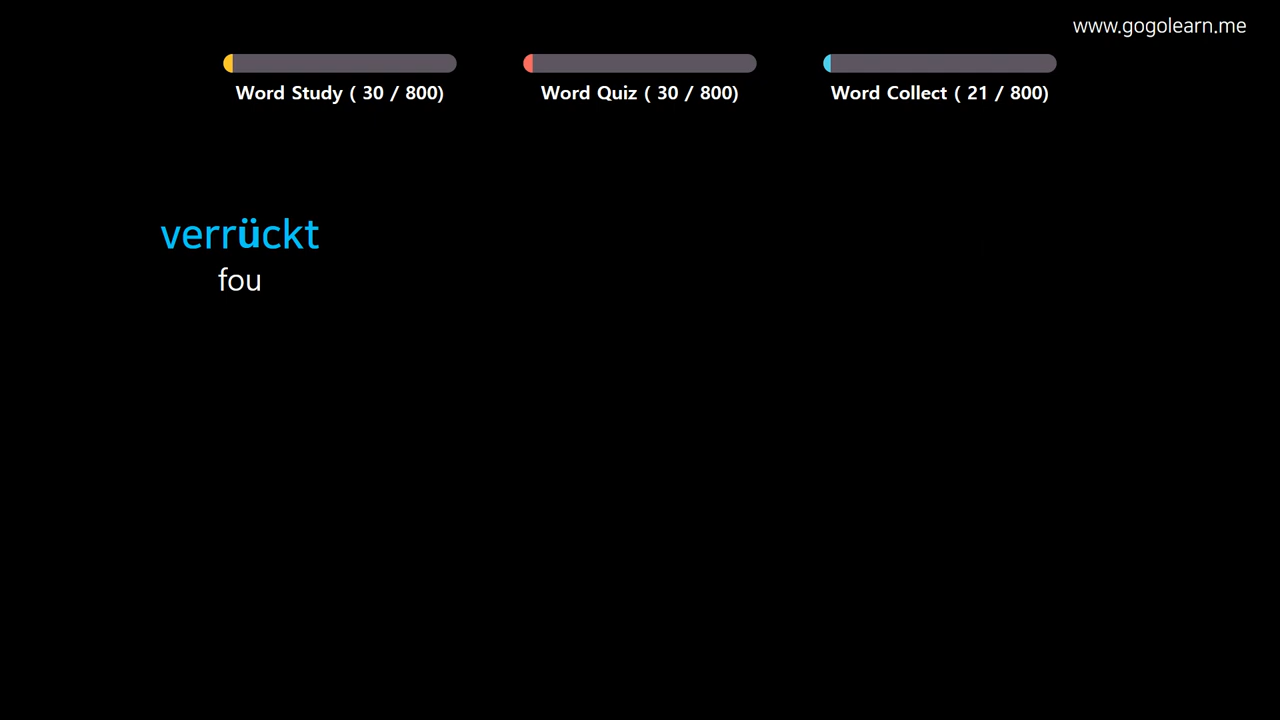 www.gogolearn.me
Word Study ( 30 / 800)
Word Quiz ( 30 / 800)
Word Collect ( 21 / 800)
verrückt
fou